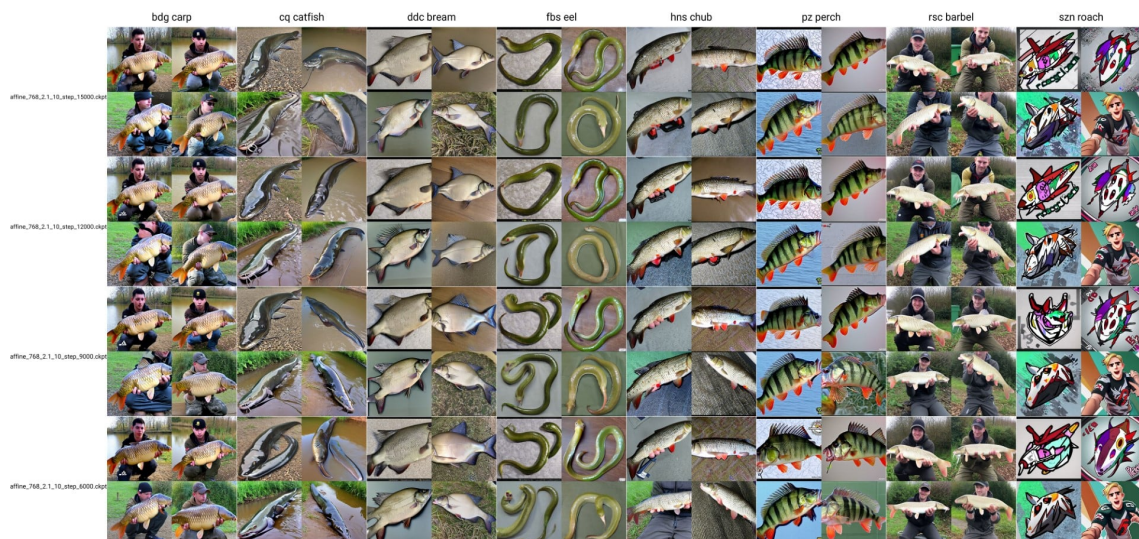 bdg carp cq catfish ddc bream fbs eel hns chub pz perch rsc barbel szn roach
affine_768_2.1_10_step_15000.ckpt
affine_768_2.1_10_step_12000.ckpt
affine_768_2.1_10_step_9000.ckpt
affine_768_2.1_10_step_6000.ckpt